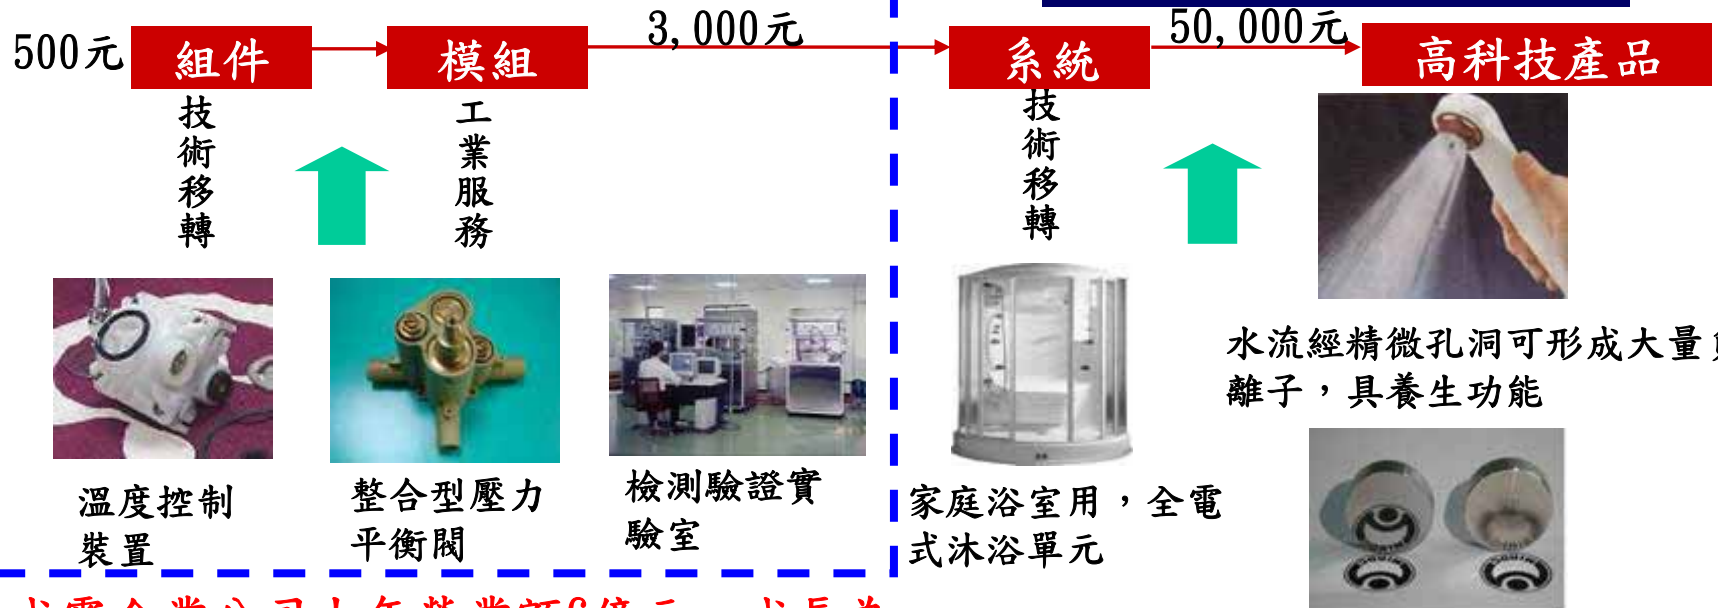 500元
組件
模組
3,000元
系統
50,000元
高科技產品
技術移轉
工業服務
技術移轉
水流經精微孔洞可形成大量
離子，具養生功能
溫度控制
裝置
整合型壓力
平衡閥
檢測驗證實
驗室
家庭浴室用，全電
式沐浴單元